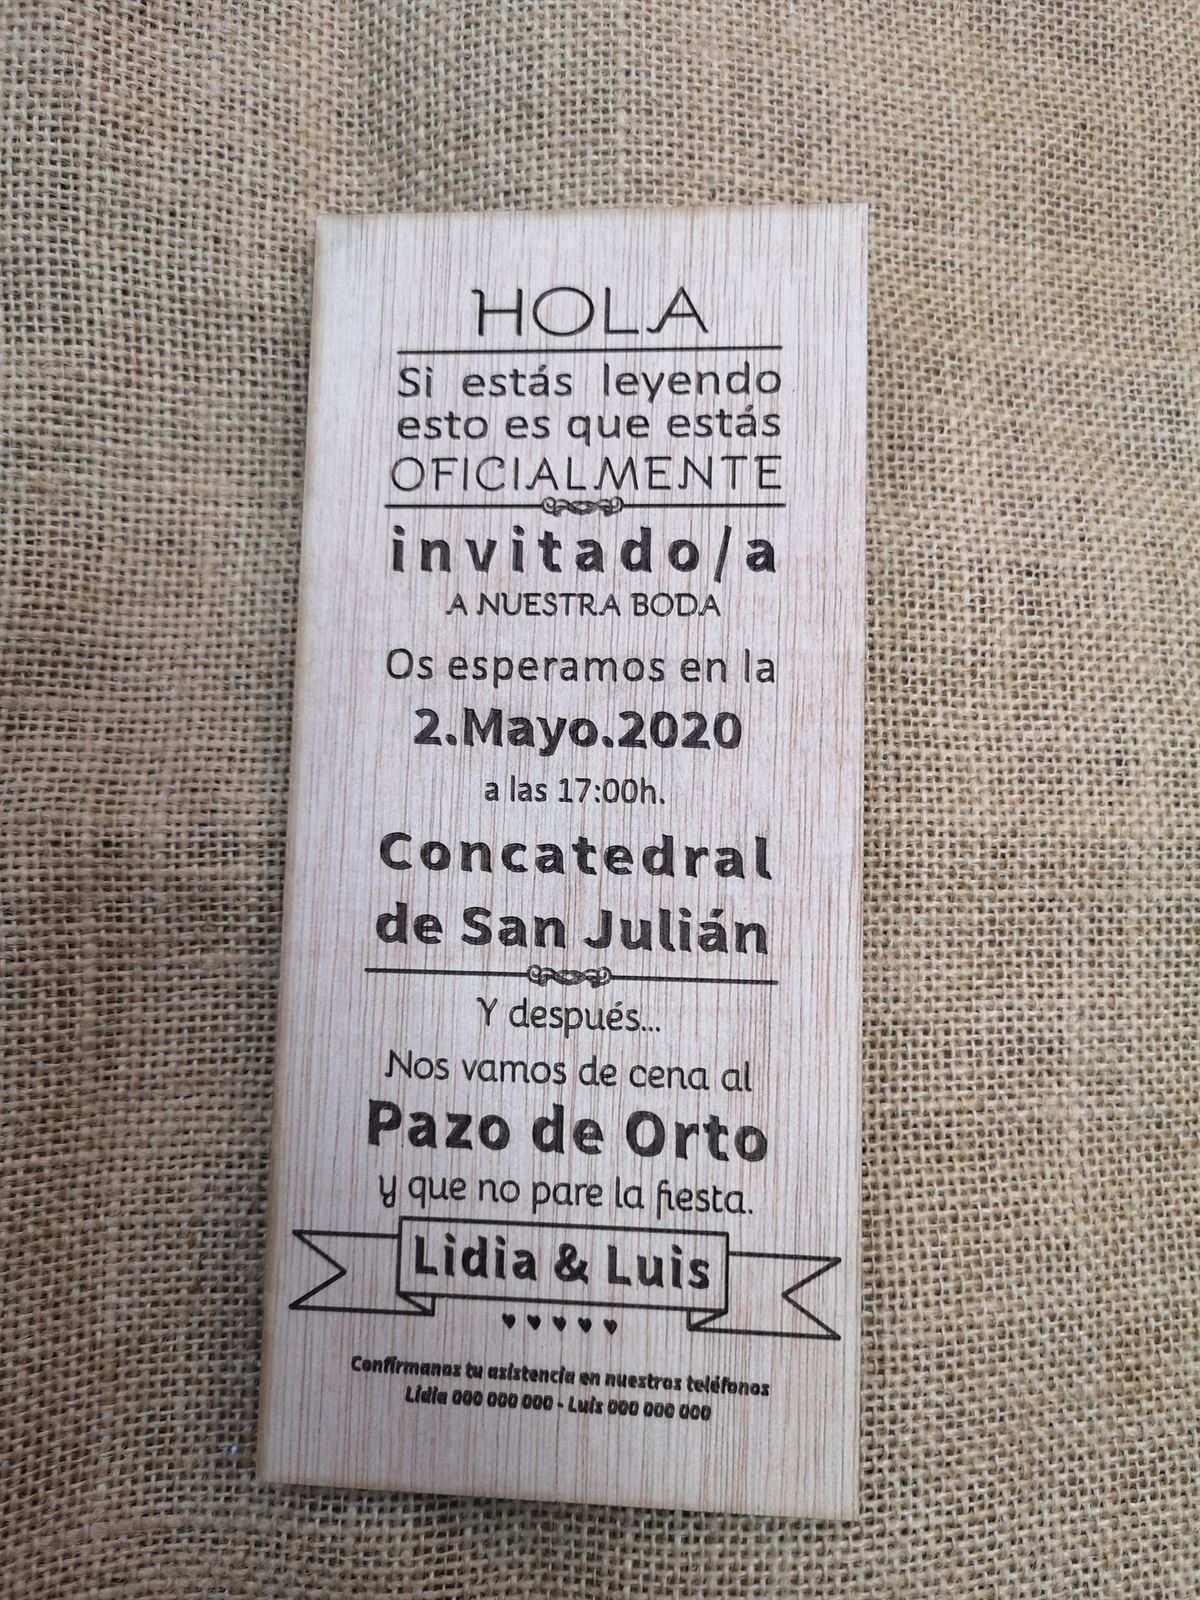 HOLA
Si estás leyendo
esto es que estás
OFICIALMENTE
invitado/a
A NUESTRA BODA
Os esperamos en la
2.Mayo.2020
a las 17:00h.
Concatedral
de San Julián
Y después...
Nos vamos de cena al
Pazo de Orto
y que no pare la fiesta.
Lidia & Luis
Confírmanos tu asistencia en nuestros teléfonos
Lidia 000 000 000 - Luis 000 000 000